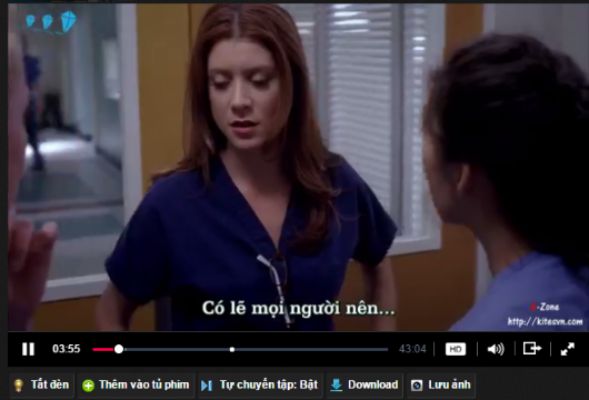 Có lẽ mọi người nên...
-Zone
http://kitesvn.com
03:55
43:04
HD
Tắt đèn
Thêm vào tủ phim
Tự chuyển tập: Bật
Download
Lưu ảnh